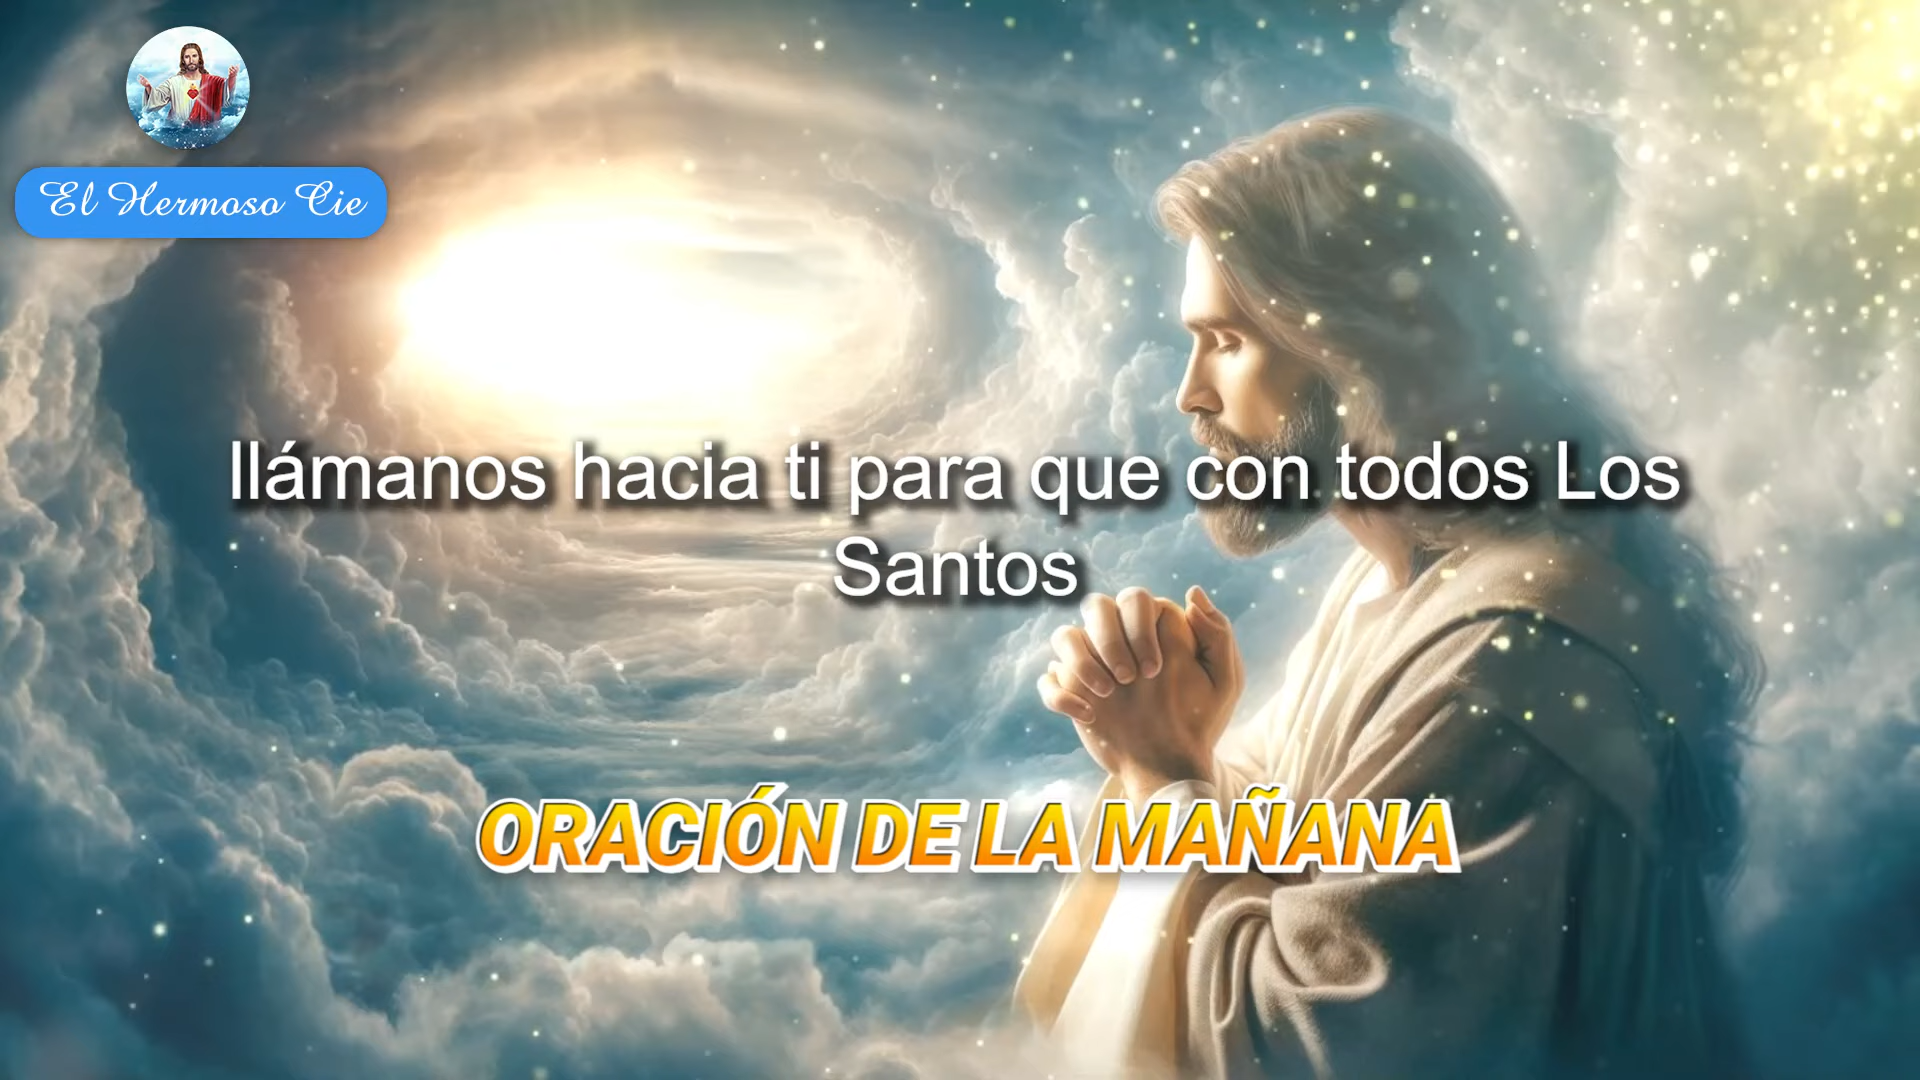 El Hermoso Cie
llámanos hacia ti para que con todos Los
Santos
ORACIÓN DE LA MAÑANA